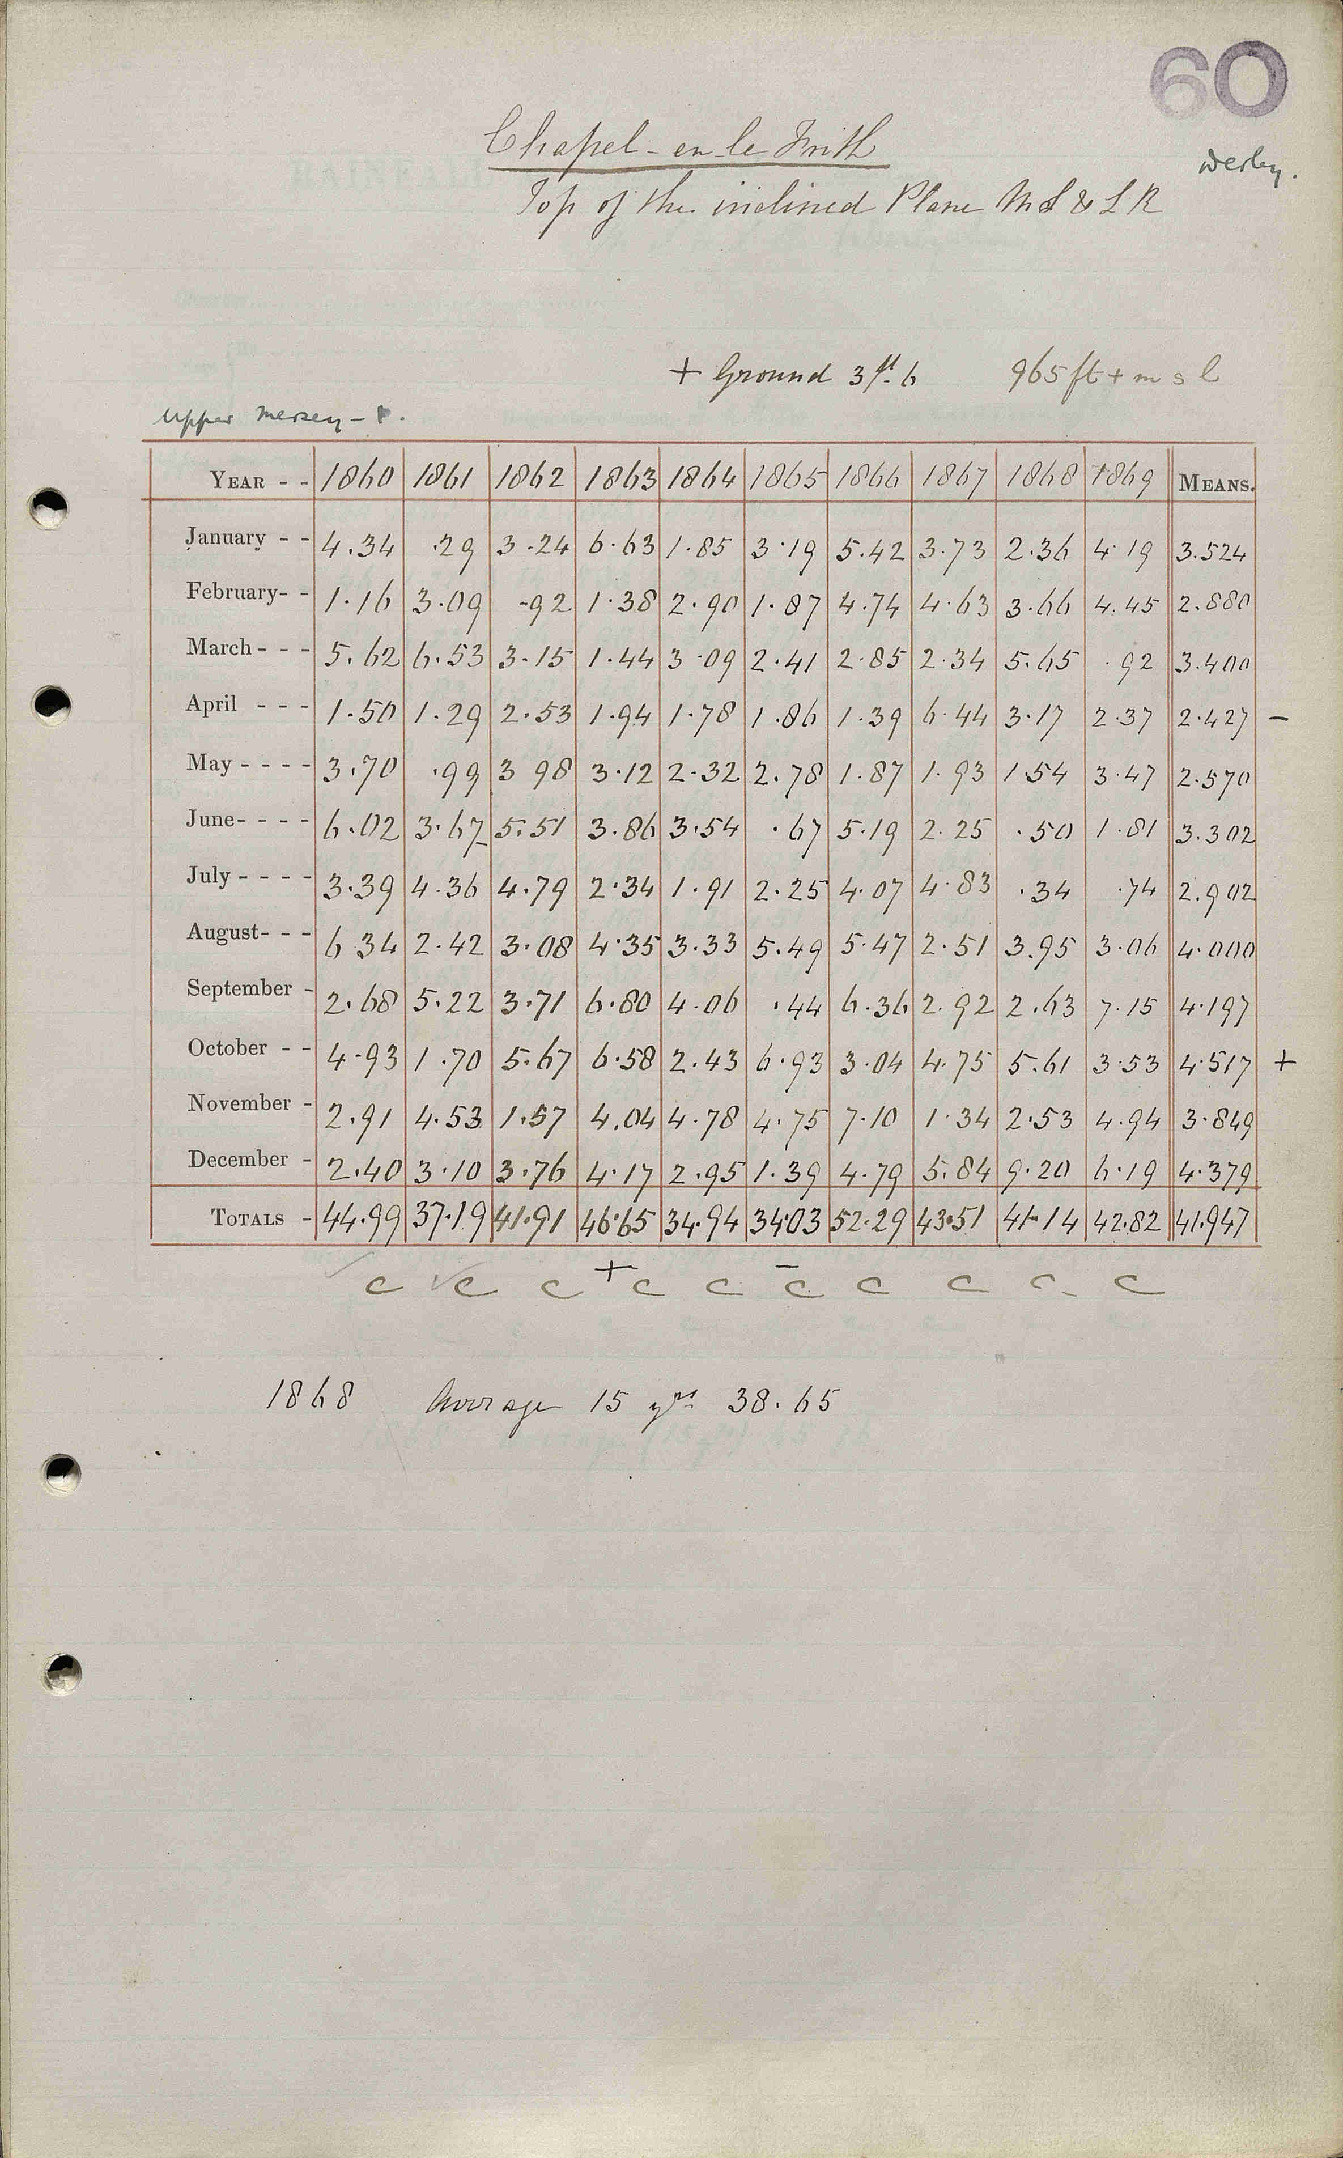 60
Derby.
Chapel-en-le Frith
Top of the inclined Plane M S & L R
+ Ground 3 ft. 6 965 ft + m s l
Upper Mersey -
YEAR - - 1860 1861 1862 1863 1864 1865 1866 1867 1868 1869 MEANS.
January - - 4.34 .29 3.24 6.63 1.85 3.19 5.42 3.73 2.36 4.19 3.524
February - - 1.16 3.09 .92 1.38 2.90 1.87 4.74 4.63 3.66 4.45 2.880
March - - - 5.62 6.53 3.15 1.44 3.09 2.41 2.85 2.34 5.65 .92 3.400
April - - - 1.50 1.29 2.53 1.94 1.78 1.86 1.39 6.44 3.17 2.37 2.427 -
May - - - - 3.70 .99 3 98 3.12 2.32 2.78 1.87 1.93 1.54 3.47 2.570
June - - - - 6.02 3.67 5.51 3.86 3.54 .67 5.19 2.25 .50 1.81 3.302
July - - - - 3.39 4.36 4.79 2.34 1.91 2.25 4.07 4.83 .34 .74 2.902
August - - - 6 34 2.42 3.08 4.35 3.33 5.49 5.47 2.51 3.95 3.06 4.000
September - 2.68 5.22 3.71 6.80 4.06 .44 6.36 2.92 2.63 7.15 4.197
October - - 4.93 1.70 5.67 6.58 2.43 6.93 3.04 4.75 5.61 3.53 4.517 +
November - 2.91 4.53 1.57 4.04 4.78 4.75 7.10 1.34 2.53 4.94 3.849
December - 2.40 3.10 3.76 4.17 2.95 1.39 4.79 5.84 9.20 6.19 4.379
TOTALS - 44.99 37.19 41.91 46.65 34.94 34.03 52.29 43.51 41.14 42.82 41.947
+ -
c c c c c c c c c c
1868 Average 15 yrs 38.65